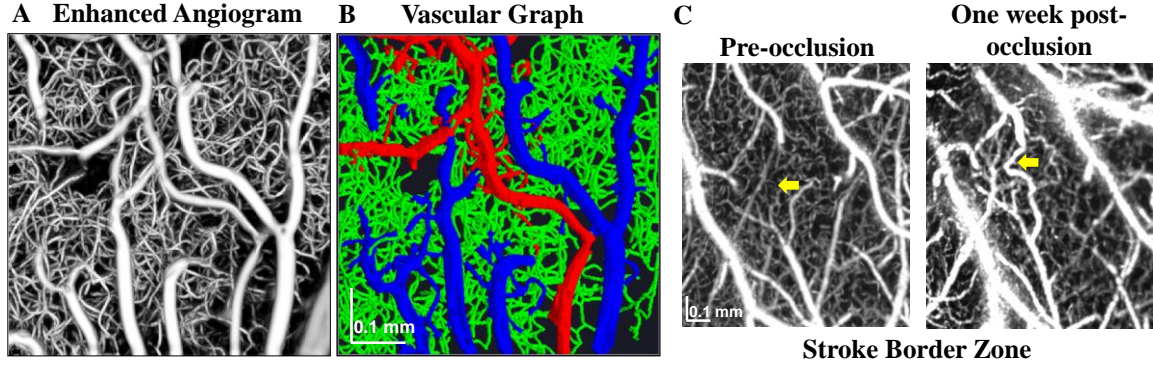 A Enhanced Angiogram
B Vascular Graph
C
Pre-occlusion
One week post-
occlusion
0.1 mm
0.1 mm
Stroke Border Zone